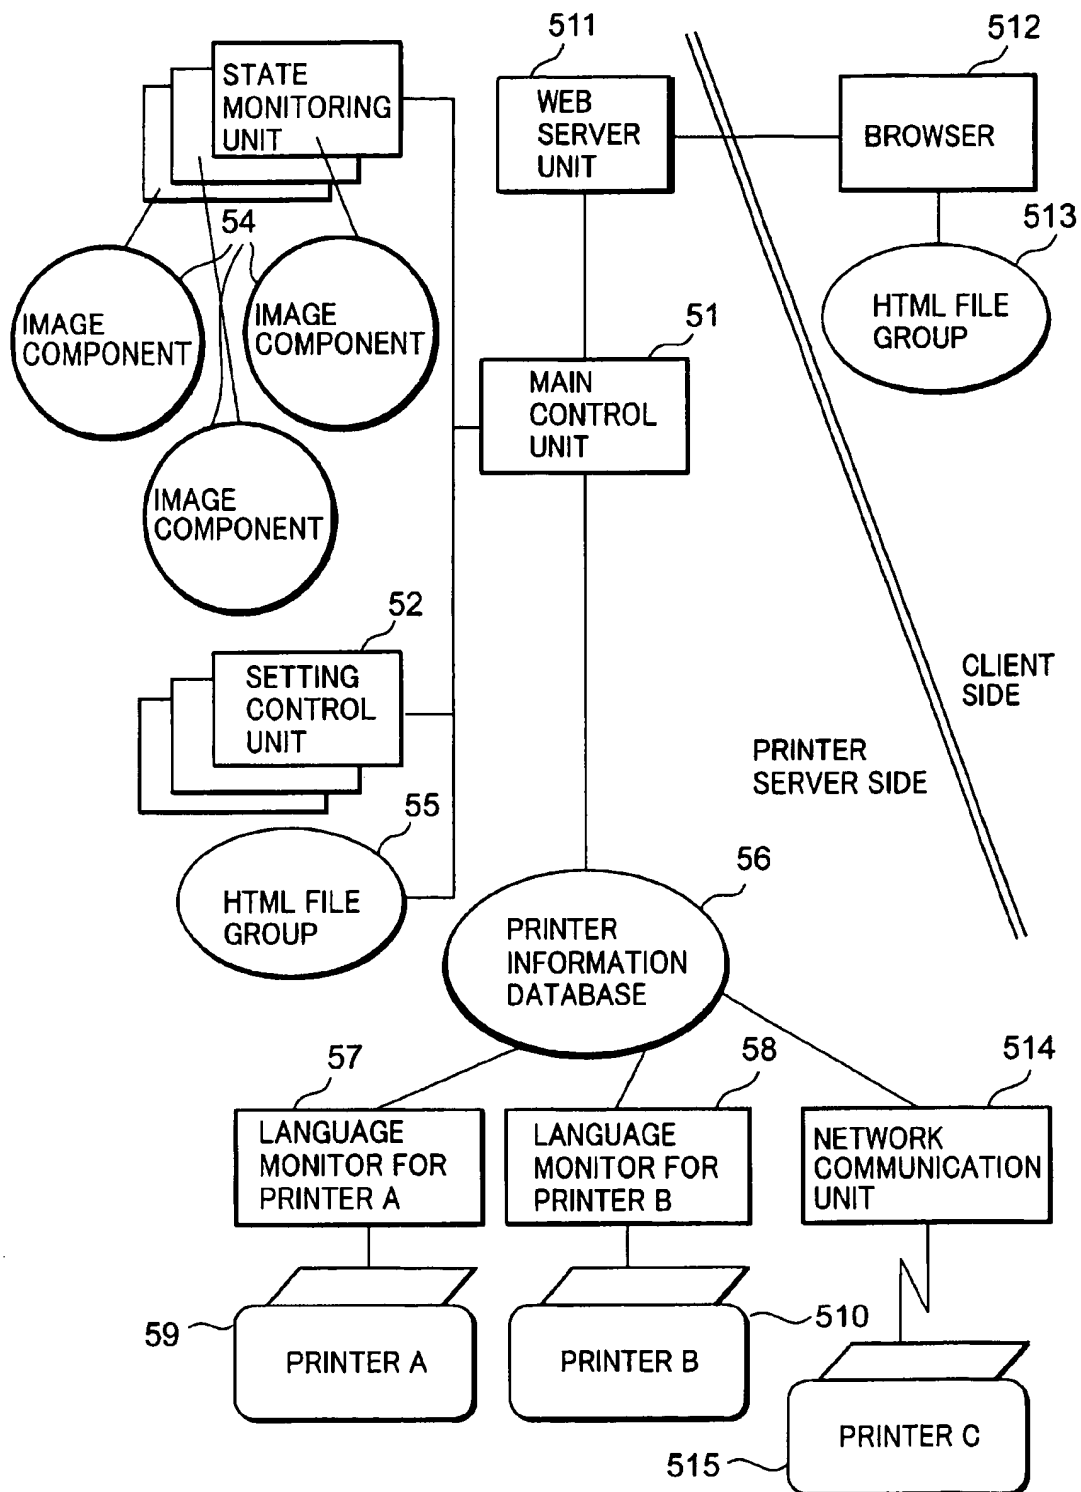 511
512
STATE
MONITORING
UNIT
WEB
SERVER
UNIT
BROWSER
54
513
IMAGE
COMPONENT
IMAGE
COMPONENT
HTML FILE
GROUP
51
MAIN
CONTROL
UNIT
IMAGE
COMPONENT
52
SETTING
CONTROL
UNIT
CLIENT
SIDE
PRINTER
SERVER SIDE
55
HTML FILE
GROUP
56
PRINTER
INFORMATION
DATABASE
57
58
514
LANGUAGE
MONITOR FOR
PRINTER A
LANGUAGE
MONITOR FOR
PRINTER B
NETWORK
COMMUNICATION
UNIT
59
PRINTER A
510
PRINTER B
515
PRINTER C